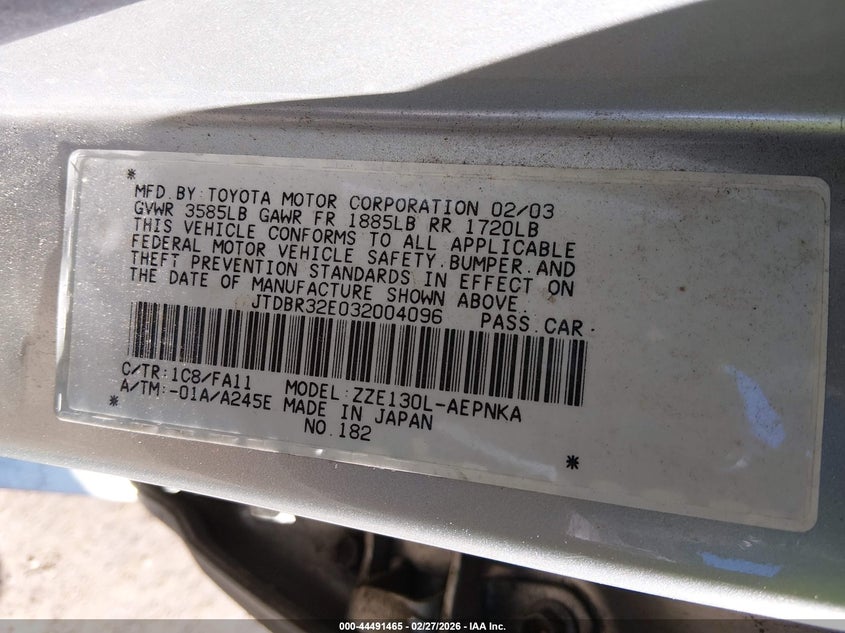 MFD.BY:TOYOTA MOTOR CORPORATION 02/03
GVWR 3585LB GAWR FR 1885LB RR 1720LB
THIS VEHICLE CONFORMS TO ALL APPLICABLE
FEDERAL MOTOR VEHICLE SAFETY,BUMPER,AND
THEFT PREVENTION STANDARDS IN EFFECT ON
THE DATE OF MANUFACTURE SHOWN ABOVE.
JTDBR32E032004096 PASS.CAR
C/TR:1C8/FA11 MODEL:ZZE130L-AEPNKA
A/TM:-01A/A245E MADE IN JAPAN
NO.182
000-44491465 - 02/27/2026 - IAA Inc.